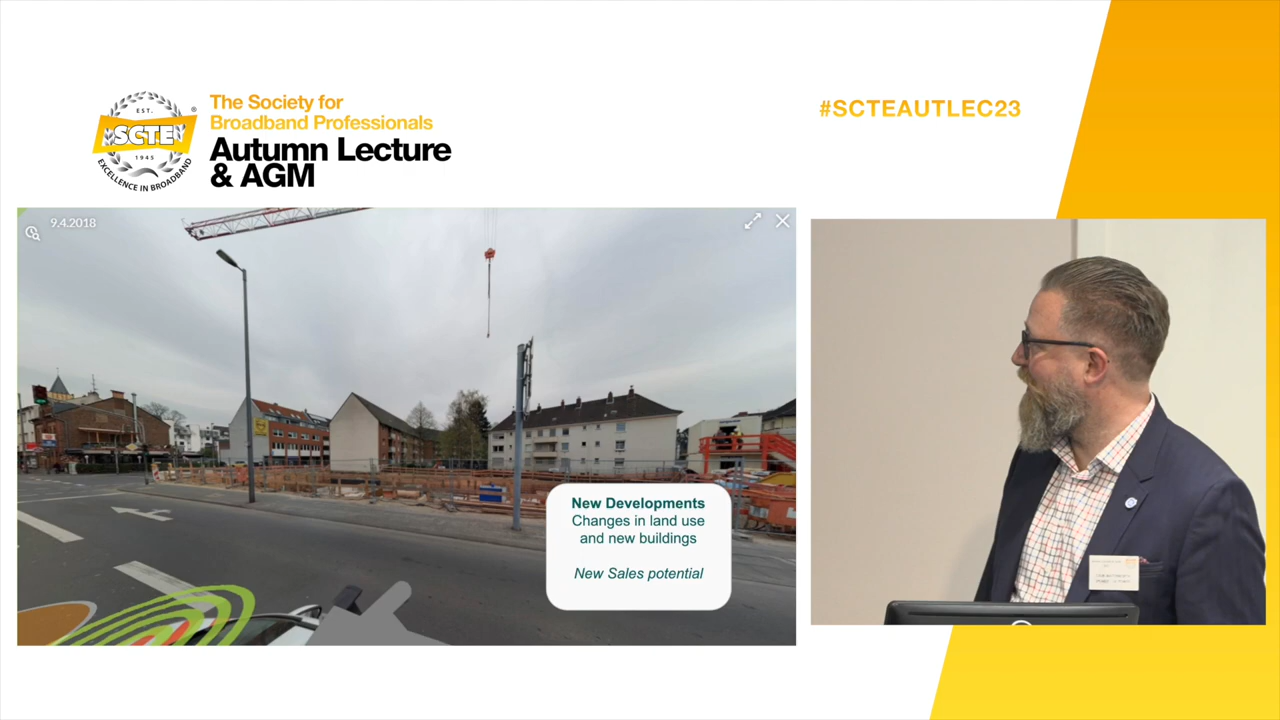 EST.
SCTE
®
1945
EXCELLENCE IN BROADBAND
The Society for
Broadband Professionals
Autumn Lecture
& AGM
#SCTEAUTLEC23
9.4.2018
New Developments
Changes in land use
and new buildings
New Sales potential